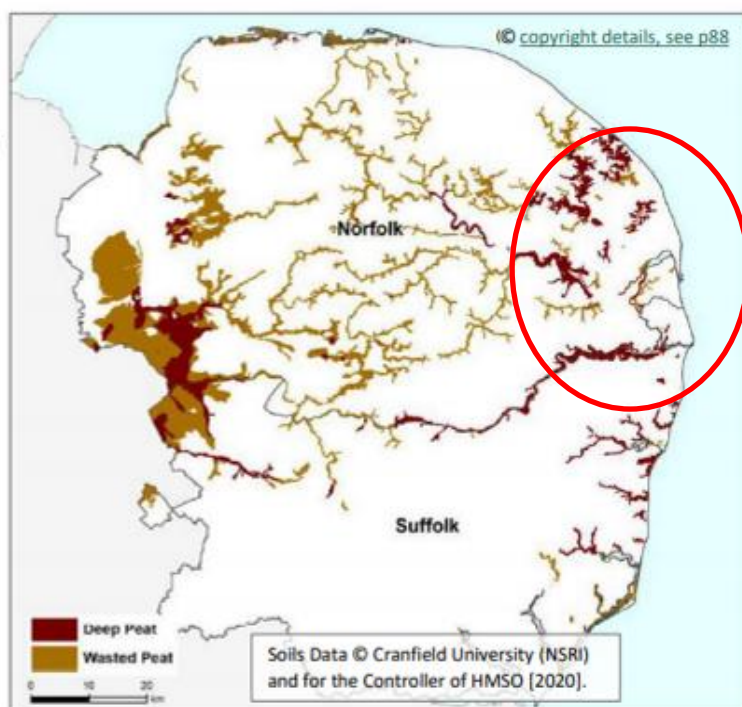 © copyright details, see p88
Norfolk
Suffolk
Deep Peat
Wasted Peat
0 10 20
km
Soils Data © Cranfield University (NSRI)
and for the Controller of HMSO [2020].